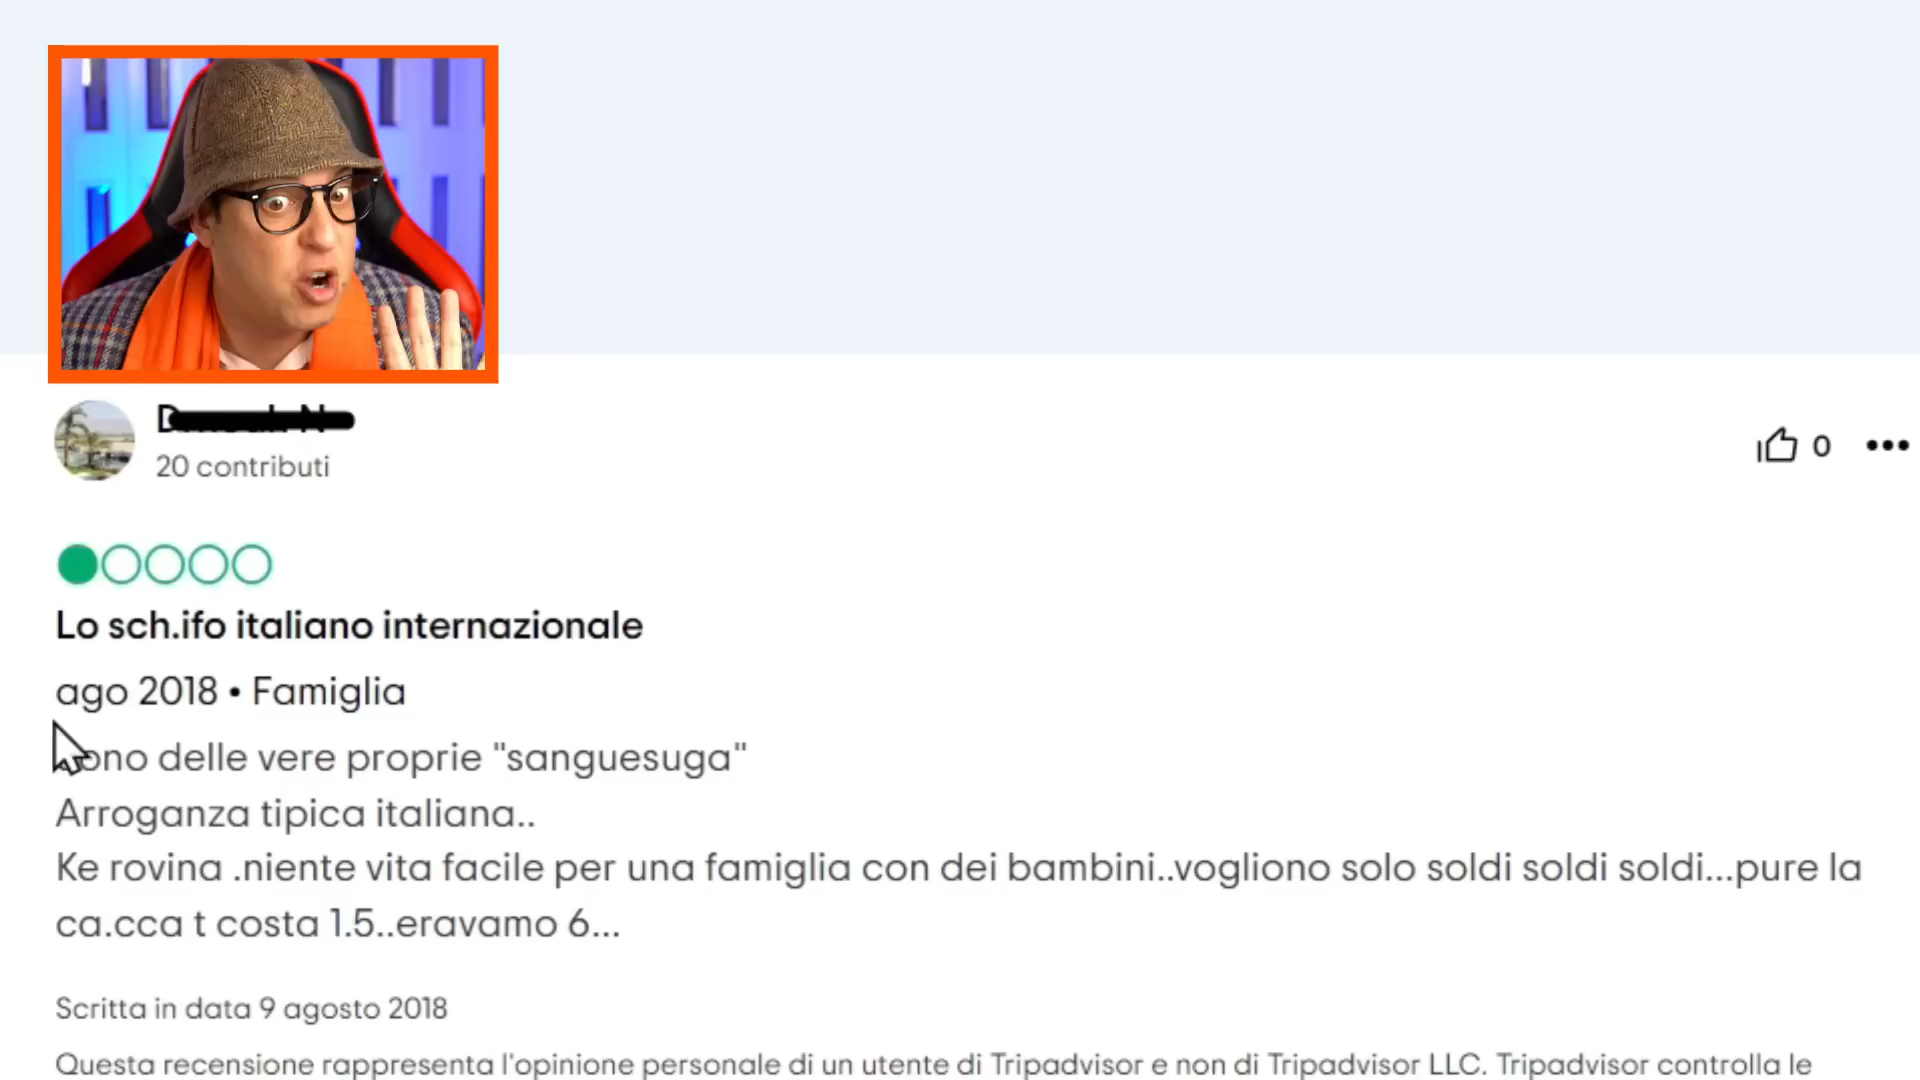 20 contributi
0
Lo sch.ifo italiano internazionale
ago 2018 • Famiglia
delle vere proprie "sanguesuga"
Arroganza tipica italiana..
Ke rovina .niente vita facile per una famiglia con dei bambini..vogliono solo soldi soldi soldi...pure la
ca.cca t costa 1.5..eravamo 6...
Scritta in data 9 agosto 2018
Questa recensione rappresenta l'opinione personale di un utente di Tripadvisor e non di Tripadvisor LLC. Tripadvisor controlla le